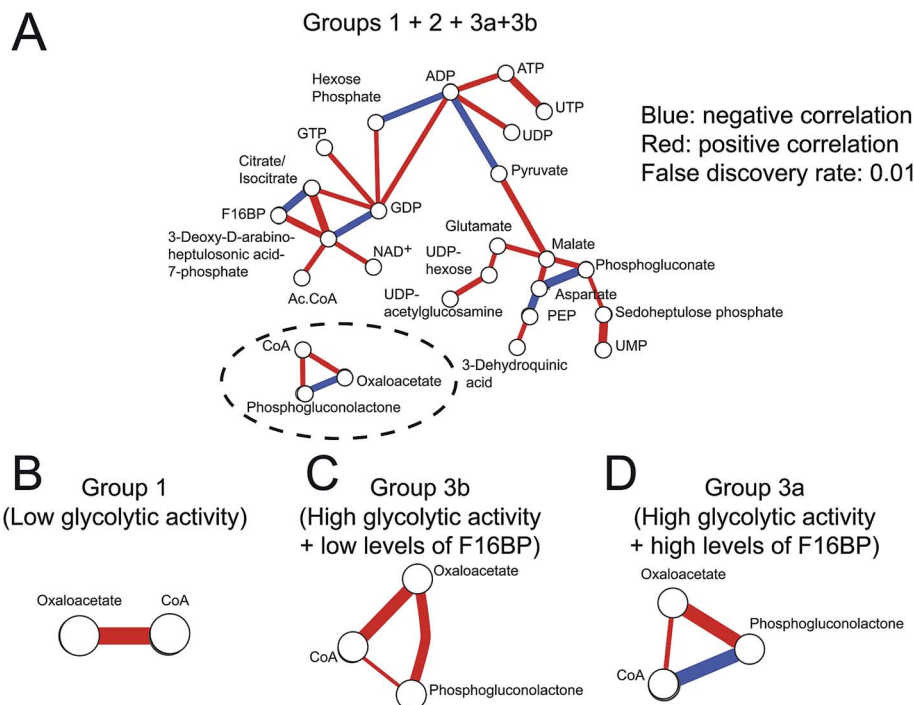 A
Groups 1 + 2 + 3a+3b
Hexose
Phosphate
ADP
ATP
UTP
UDP
GTP
Pyruvate
Citrate/
Isocitrate
F16BP
GDP
3-Deoxy-D-arabino-
heptulosonic acid-
7-phosphate
NAD+
Ac.CoA
Blue: negative correlation
Red: positive correlation
False discovery rate: 0.01
Glutamate
Malate
UDP-
hexose
Phosphogluconate
UDP-
acetylglucosamine
Aspartate
PEP
Sedoheptulose phosphate
UMP
3-Dehydroquinic
acid
CoA
Oxaloacetate
Phosphogluconolactone
B
Group 1
(Low glycolytic activity)
Oxaloacetate
CoA
C
Group 3b
(High glycolytic activity
+ low levels of F16BP)
Oxaloacetate
CoA
Phosphogluconolactone
D
Group 3a
(High glycolytic activity
+ high levels of F16BP)
Oxaloacetate
Phosphogluconolactone
CoA